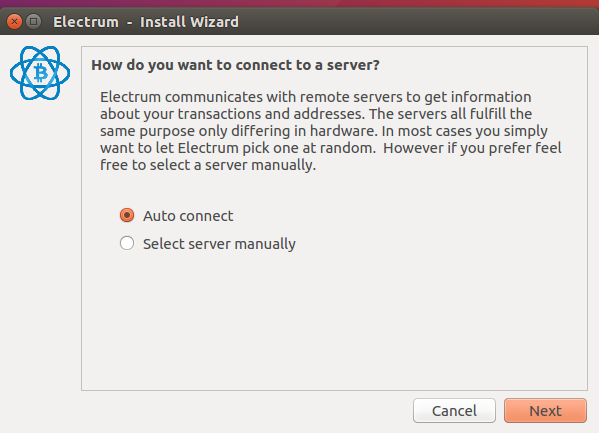 Electrum - Install Wizard
How do you want to connect to a server?
Electrum communicates with remote servers to get information
about your transactions and addresses. The servers all fulfill the
same purpose only differing in hardware. In most cases you simply
want to let Electrum pick one at random.  However if you prefer feel
free to select a server manually.
Auto connect
Select server manually
Cancel
Next